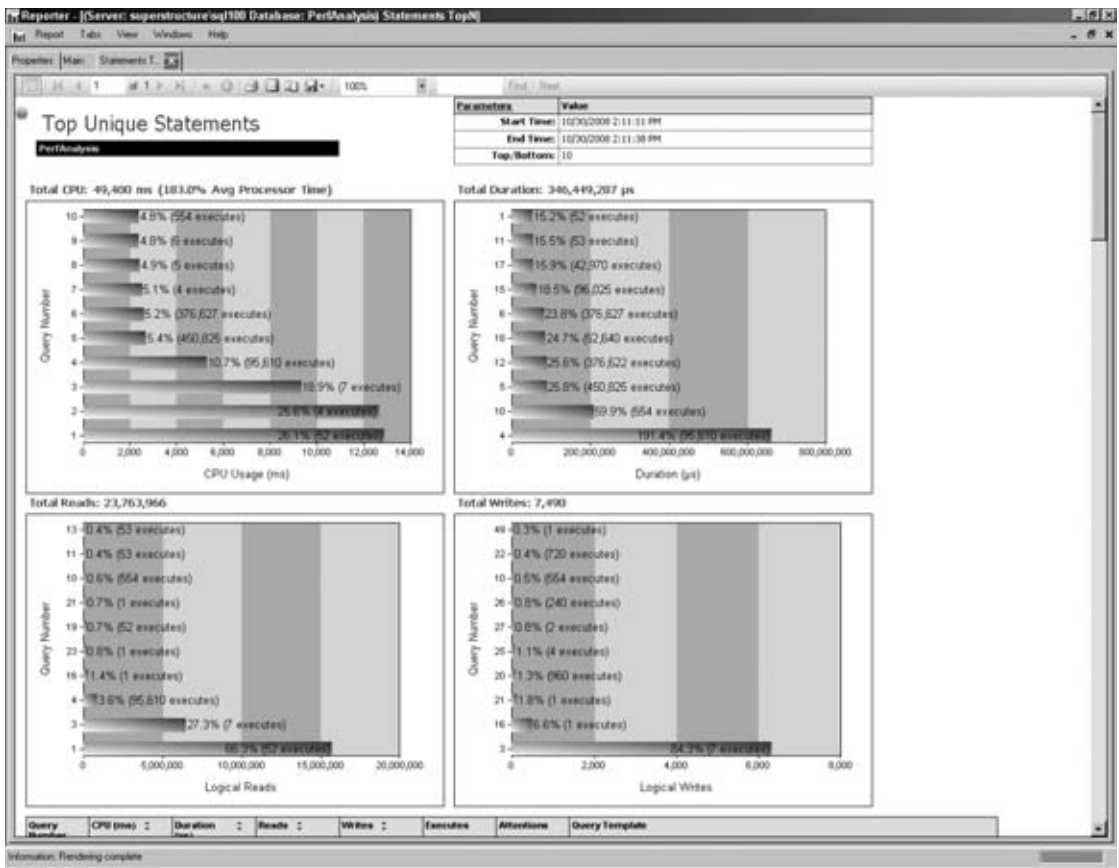 Reporter - [(Server: superstructure\sql100 Database: PerfAnalysis) Statements TopN]
Report Tabs View Windows Help
Properties Main Statements T...
1 of 1 100% Find | Next
Top Unique Statements
PerfAnalysis
Parameters Value
Start Time: 10/30/2008 2:11:11 PM
End Time: 10/30/2008 2:11:38 PM
Top/Bottom: 10
Total CPU: 49,400 ms (183.0% Avg Processor Time)
Query Number
10 4.8% (554 executes)
9 4.8% (6 executes)
8 4.9% (5 executes)
7 5.1% (4 executes)
6 5.2% (376,627 executes)
5 5.4% (450,825 executes)
4 10.7% (95,610 executes)
3 18.9% (7 executes)
2 25.6% (4 executes)
1 26.1% (52 executes)
0 2,000 4,000 6,000 8,000 10,000 12,000 14,000
CPU Usage (ms)
Total Duration: 346,449,287 µs
Query Number
1 15.2% (52 executes)
11 15.5% (53 executes)
17 15.9% (42,970 executes)
15 18.5% (96,025 executes)
6 23.8% (376,627 executes)
18 24.7% (52,640 executes)
12 25.6% (376,622 executes)
5 25.8% (450,825 executes)
10 59.9% (554 executes)
4 191.4% (95,610 executes)
0 200,000,000 400,000,000 600,000,000 800,000,000
Duration (µs)
Total Reads: 23,763,966
Query Number
13 0.4% (53 executes)
11 0.4% (53 executes)
10 0.6% (554 executes)
21 0.7% (1 executes)
19 0.7% (52 executes)
23 0.8% (1 executes)
16 1.4% (1 executes)
4 3.6% (95,610 executes)
3 27.3% (7 executes)
1 66.3% (52 executes)
0 5,000,000 10,000,000 15,000,000 20,000,000
Logical Reads
Total Writes: 7,490
Query Number
49 0.3% (1 executes)
22 0.4% (720 executes)
10 0.5% (554 executes)
26 0.8% (240 executes)
27 0.8% (2 executes)
25 1.1% (4 executes)
20 1.3% (960 executes)
21 1.8% (1 executes)
16 6.6% (1 executes)
3 84.3% (7 executes)
0 2,000 4,000 6,000 8,000
Logical Writes
Query Number CPU (ms) Duration (µs) Reads Writes Executes Attentions Query Template
Information: Rendering complete